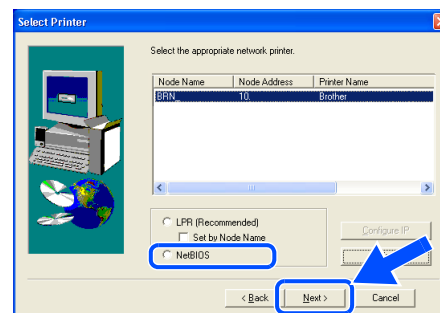 Select Printer
Select the appropriate network printer.
Node Name Node Address Printer Name
BRN_ 10. Brother
LPR (Recommended)
Set by Node Name
Configure IP
NetBIOS
< Back Next > Cancel